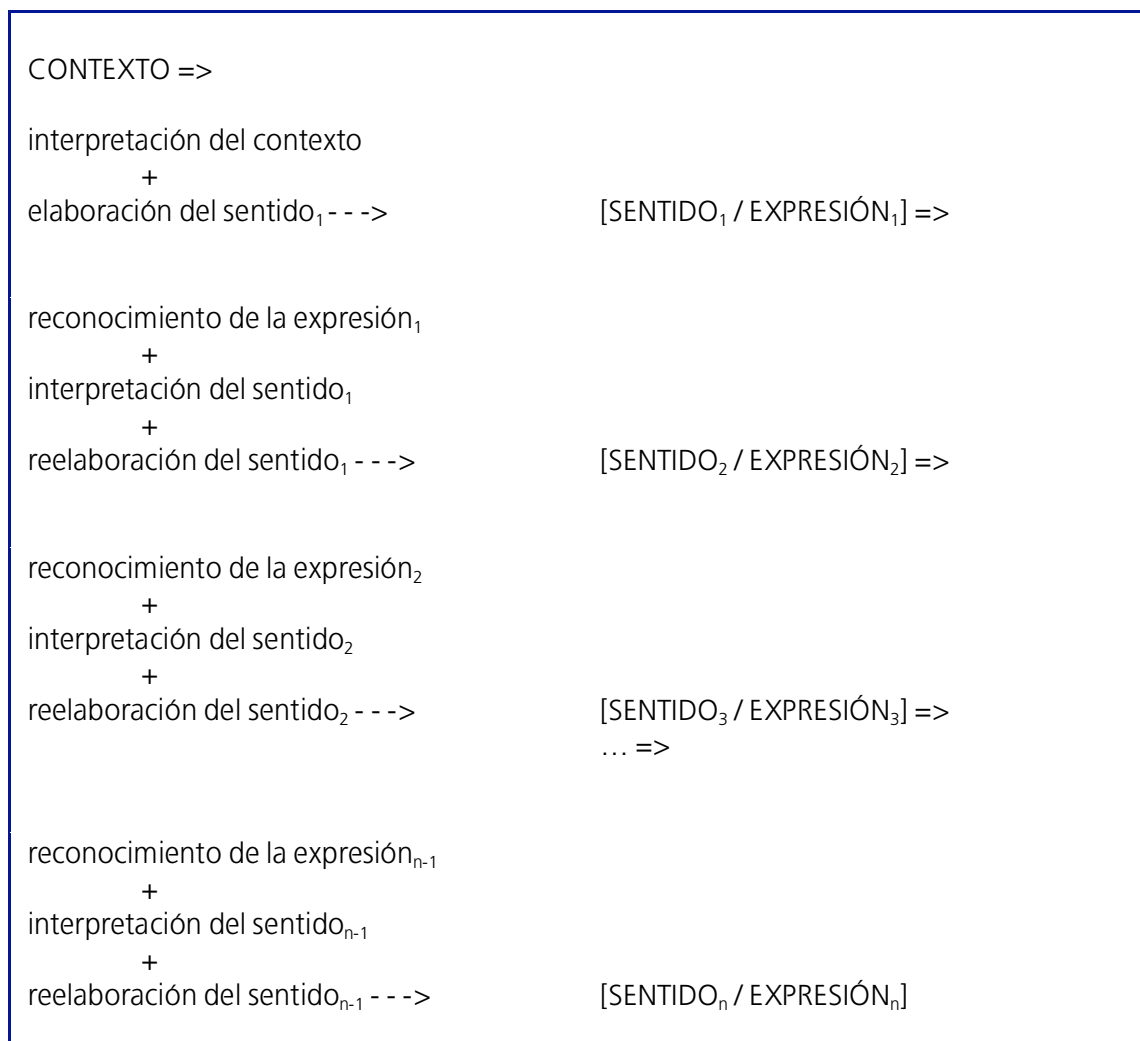 CONTEXTO =>
interpretación del contexto
+
elaboración del sentido₁ - - -> [SENTIDO₁ / EXPRESIÓN₁] =>
reconocimiento de la expresión₁
+
interpretación del sentido₁
+
reelaboración del sentido₁ - - -> [SENTIDO₂ / EXPRESIÓN₂] =>
reconocimiento de la expresión₂
+
interpretación del sentido₂
+
reelaboración del sentido₂ - - -> [SENTIDO₃ / EXPRESIÓN₃] =>
… =>
reconocimiento de la expresiónₙ₋₁
+
interpretación del sentidoₙ₋₁
+
reelaboración del sentidoₙ₋₁ - - -> [SENTIDOₙ / EXPRESIÓNₙ]